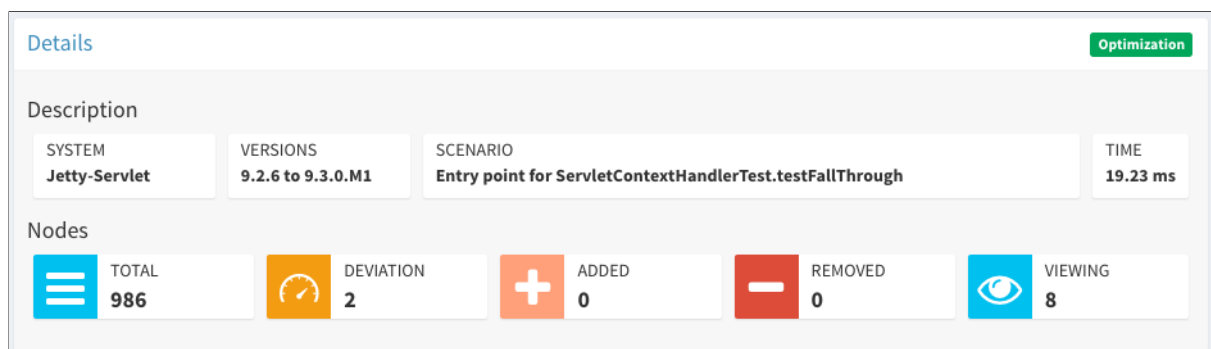 Details
Optimization
Description
SYSTEM
Jetty-Servlet
VERSIONS
9.2.6 to 9.3.0.M1
SCENARIO
Entry point for ServletContextHandlerTest.testFallThrough
TIME
19.23 ms
Nodes
TOTAL
986
DEVIATION
2
ADDED
0
REMOVED
0
VIEWING
8